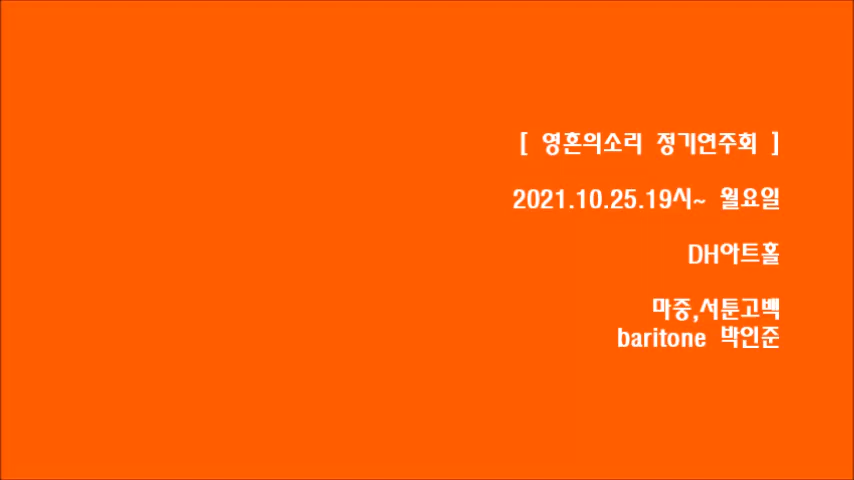 [ 영혼의소리 정기연주회 ]
2021.10.25.19시~ 월요일
DH아트홀
마중,서툰고백
baritone 박인준